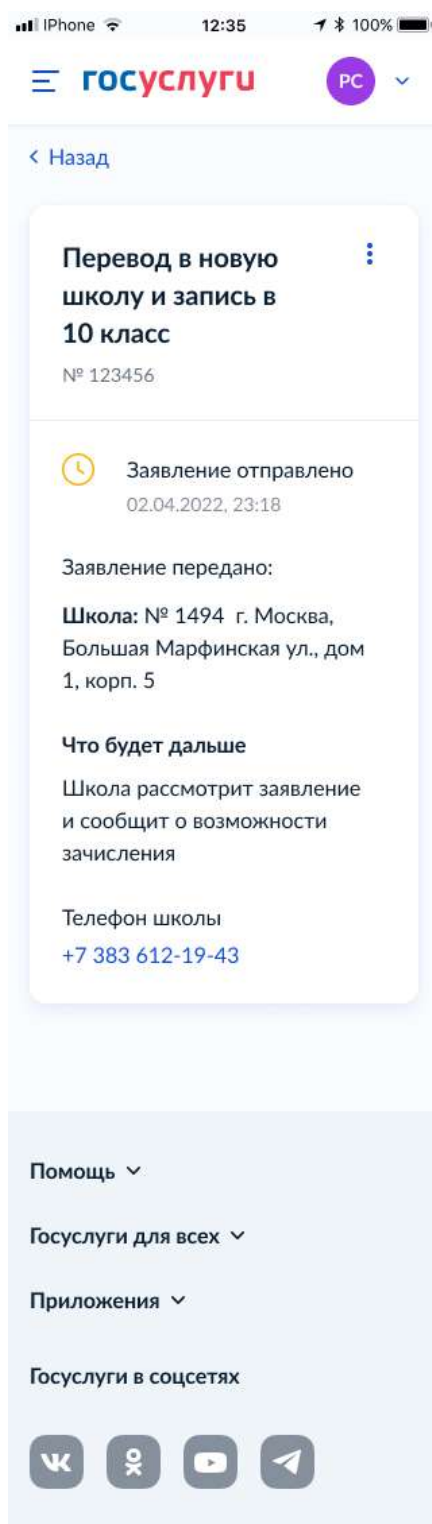 IPhone 12:35 100%
госуслуги РС
Назад
Перевод в новую
школу и запись в
10 класс
№ 123456
Заявление отправлено
02.04.2022, 23:18
Заявление передано:
Школа: № 1494 г. Москва,
Большая Марфинская ул., дом
1, корп. 5
Что будет дальше
Школа рассмотрит заявление
и сообщит о возможности
зачисления
Телефон школы
+7 383 612-19-43
Помощь
Госуслуги для всех
Приложения
Госуслуги в соцсетях